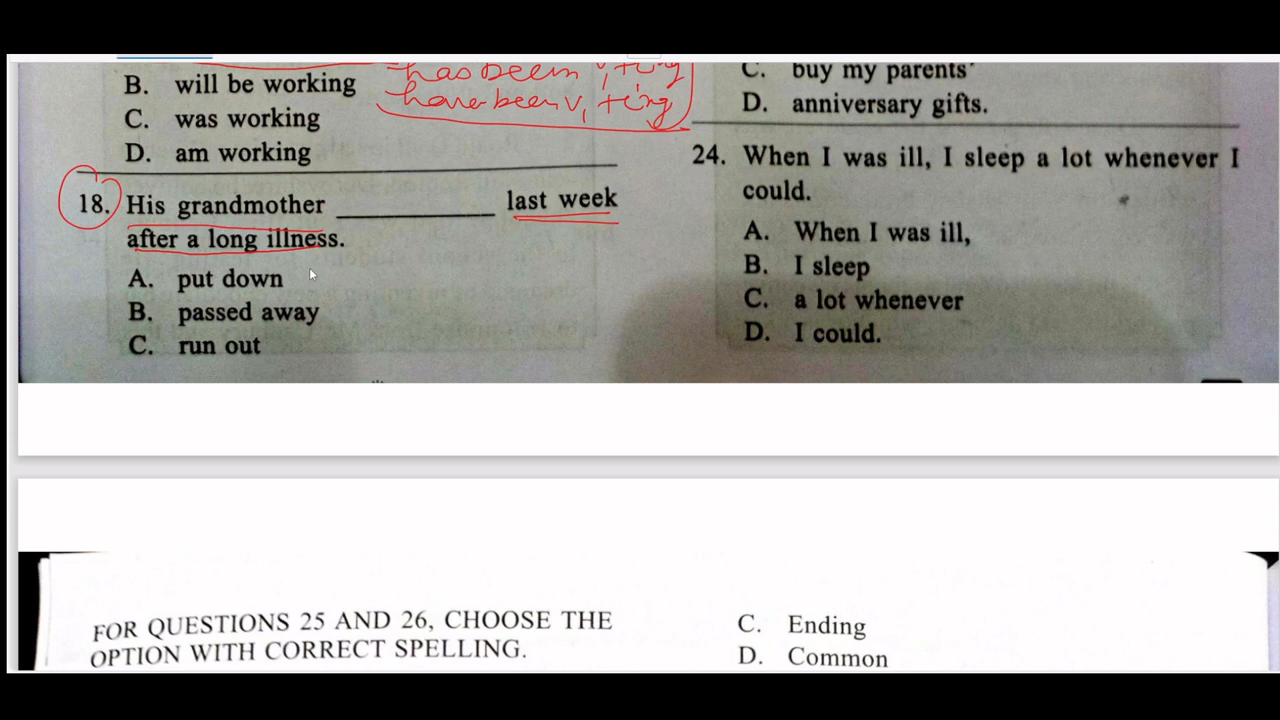 B. will be working
C. was working
D. am working
has been v, + ing
have been v, + ing
18. His grandmother __________ last week
after a long illness.
A. put down
B. passed away
C. run out
C. buy my parents'
D. anniversary gifts.
24. When I was ill, I sleep a lot whenever I
could.
A. When I was ill,
B. I sleep
C. a lot whenever
D. I could.
FOR QUESTIONS 25 AND 26, CHOOSE THE
OPTION WITH CORRECT SPELLING.
C. Ending
D. Common